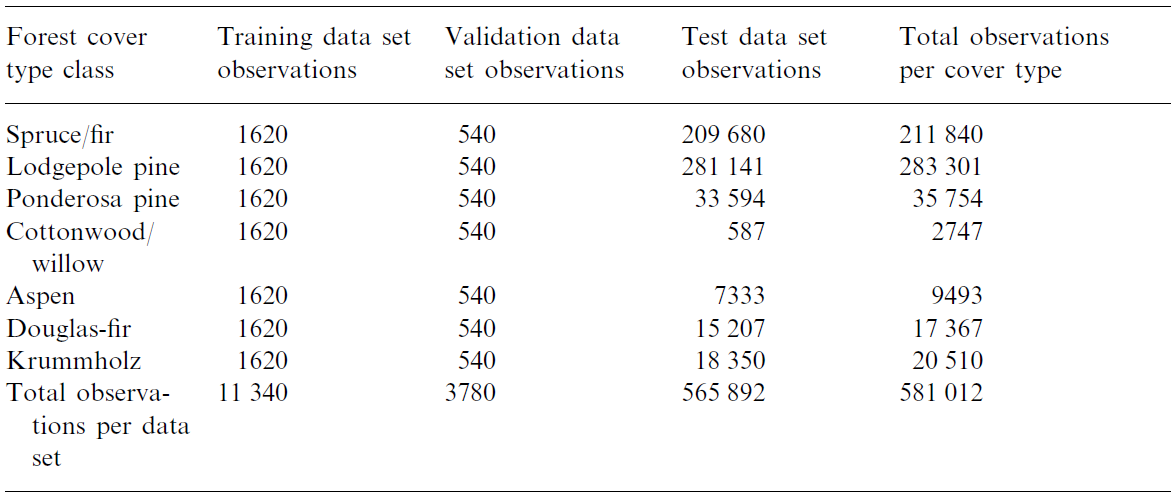 Forest cover Training data set Validation data Test data set Total observations
type class observations set observations observations per cover type
Spruce/fir 1620 540 209 680 211 840
Lodgepole pine 1620 540 281 141 283 301
Ponderosa pine 1620 540 33 594 35 754
Cottonwood/ 1620 540 587 2747
willow
Aspen 1620 540 7333 9493
Douglas-fir 1620 540 15 207 17 367
Krummholz 1620 540 18 350 20 510
Total observa- 11 340 3780 565 892 581 012
tions per data
set